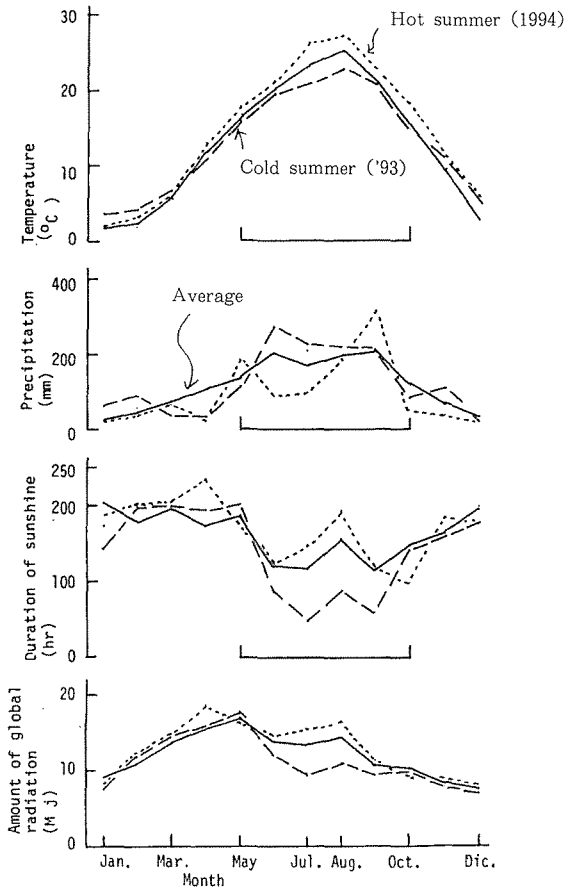 Hot summer (1994)
30
20
10
0
Temperature
(oC)
Cold summer ('93)
Average
400
200
0
Precipitation
(mm)
250
200
100
0
Duration of sunshine
(hr)
20
10
0
Amount of global
radiation
(M j)
Jan. Mar. May Jul. Aug. Oct. Dic.
Month